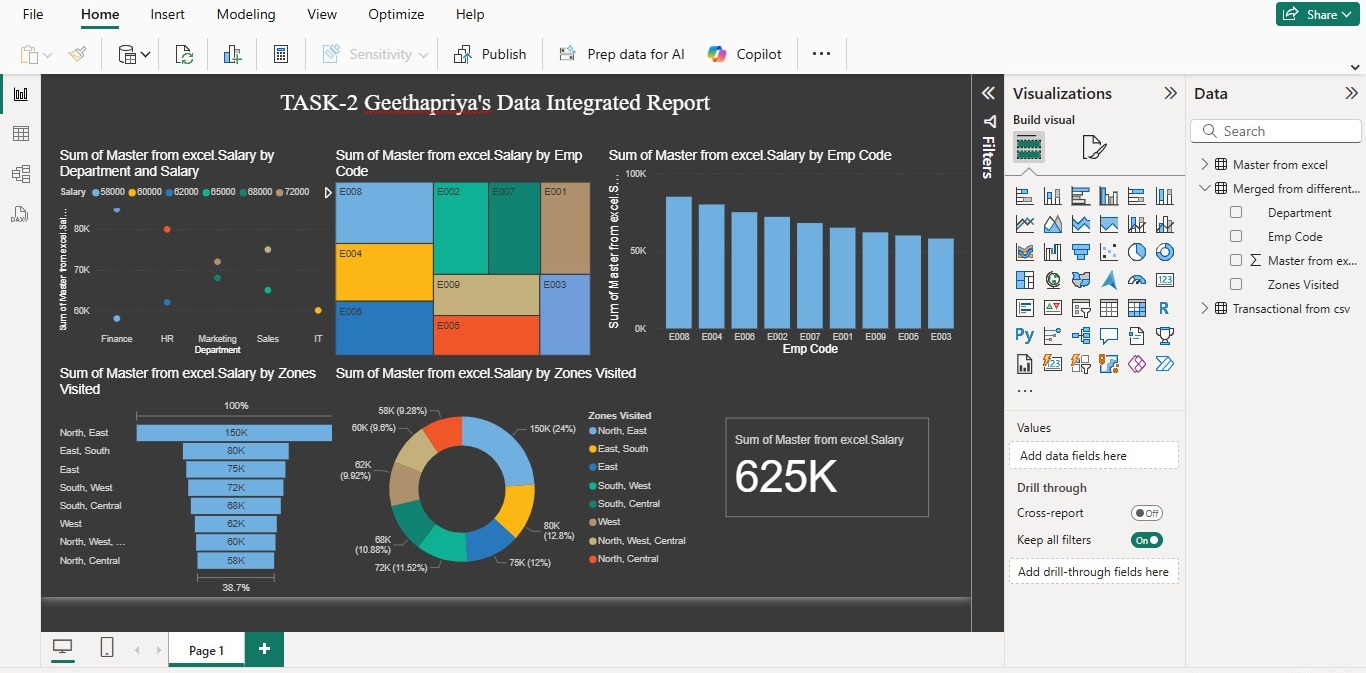 File Home Insert Modeling View Optimize Help
Share
Sensitivity Publish Prep data for AI Copilot
TASK-2 Geethapriya's Data Integrated Report
Sum of Master from excel.Salary by
Department and Salary
Salary 58000 60000 62000 65000 68000 72000
Sum of Master from excel.Sal...
80K
70K
60K
Finance HR Marketing Sales IT
Department
Sum of Master from excel.Salary by Emp
Code
E008 E002 E007 E001
E004
E009 E003
E006
E005
Sum of Master from excel.Salary by Emp Code
Sum of Master from excel.S...
100K
50K
0K
E008 E004 E006 E002 E007 E001 E009 E005 E003
Emp Code
Sum of Master from excel.Salary by Zones
Visited
100%
North, East 150K
East, South 80K
East 75K
South, West 72K
South, Central 68K
West 62K
North, West, ... 60K
North, Central 58K
38.7%
Sum of Master from excel.Salary by Zones Visited
58K (9.28%)
60K (9.6%)
62K
(9.92%)
68K
(10.88%)
72K (11.52%)
150K (24%)
80K
(12.8%)
75K (12%)
Zones Visited
North, East
East, South
East
South, West
South, Central
West
North, West, Central
North, Central
Sum of Master from excel.Salary
625K
Filters
Visualizations
Build visual
123
R
Py
123
...
Values
Add data fields here
Drill through
Cross-report Off
Keep all filters On
Add drill-through fields here
Data
Search
Master from excel
Merged from different...
Department
Emp Code
Σ Master from ex...
Zones Visited
Transactional from csv
DAX
Page 1 +